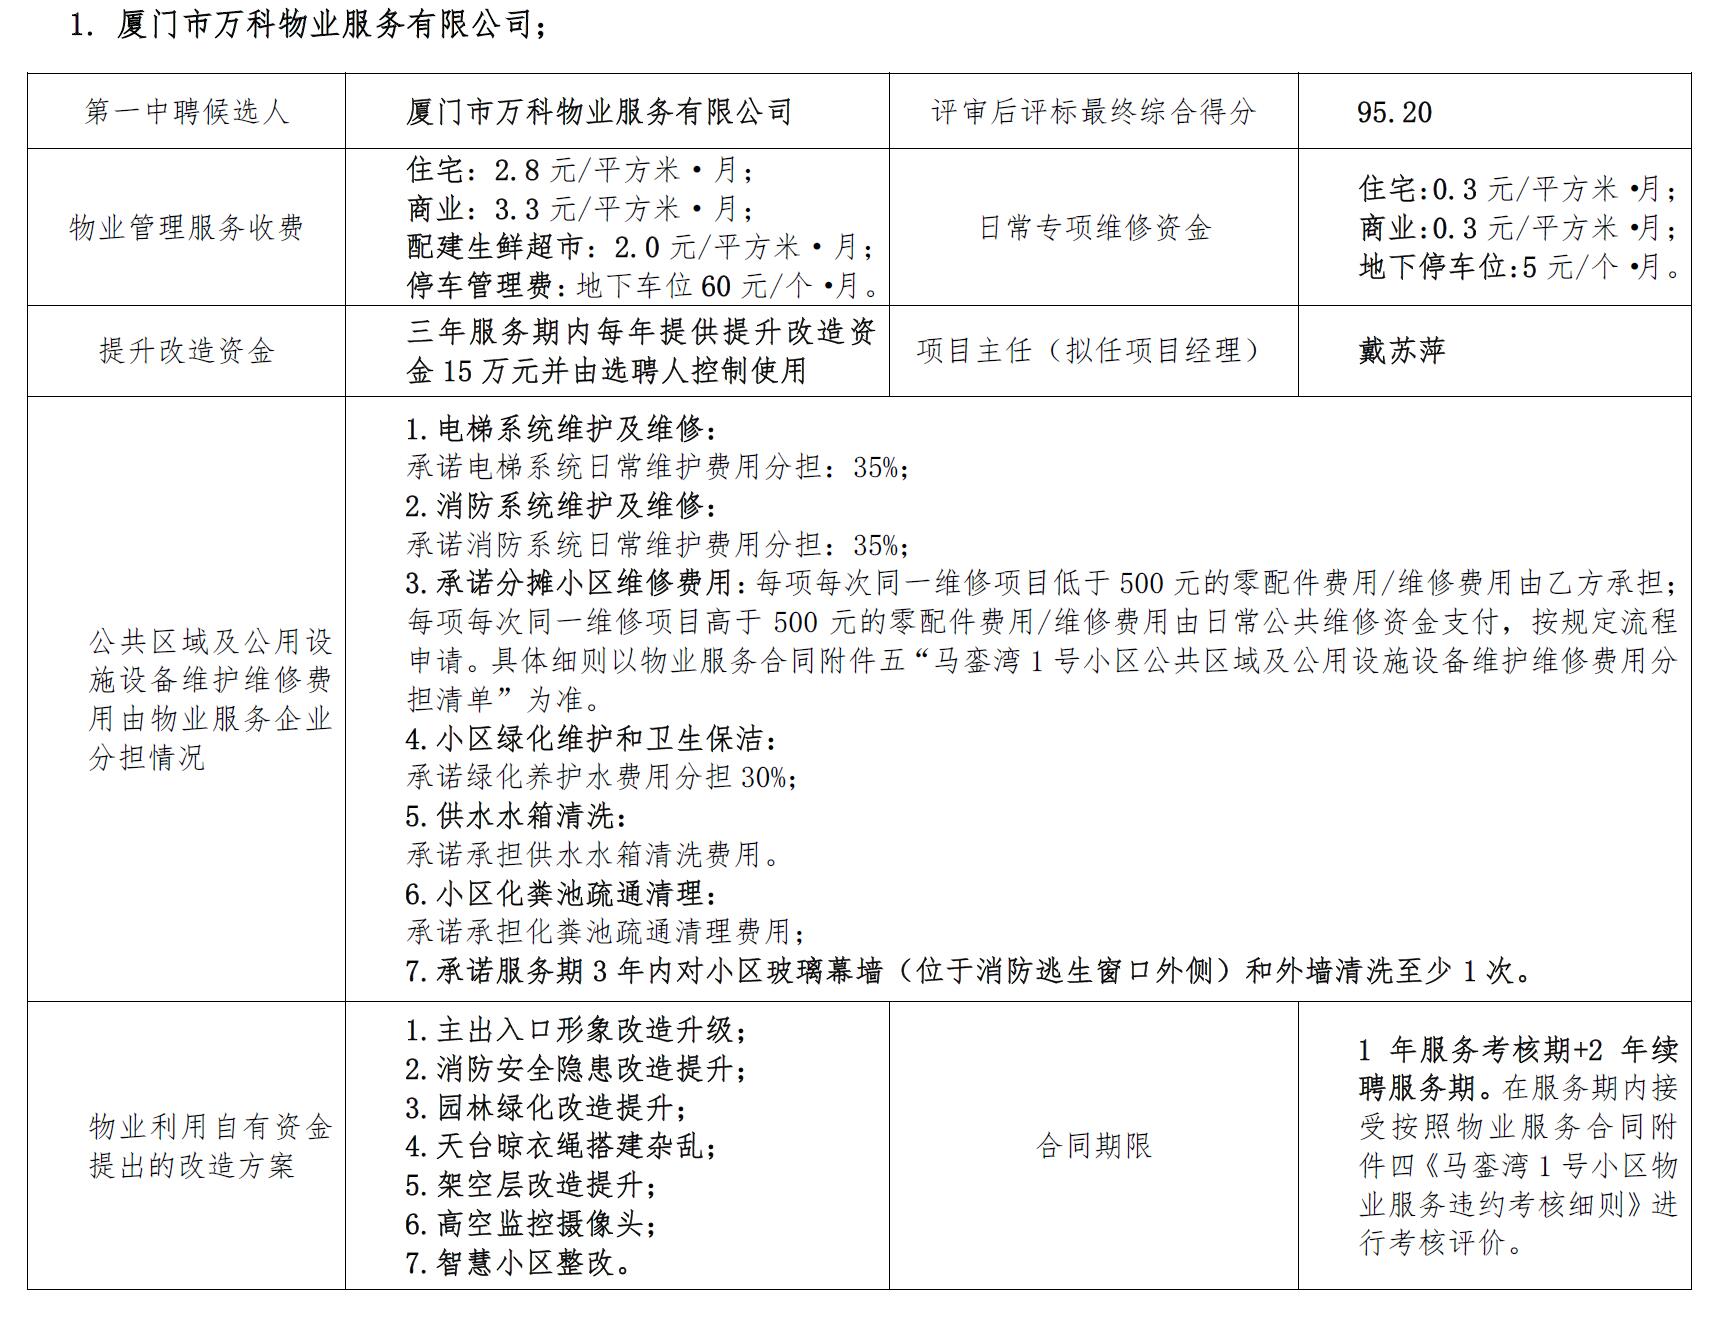 1. 厦门市万科物业服务有限公司；
第一中聘候选人
厦门市万科物业服务有限公司
评审后评标最终综合得分
95.20
物业管理服务收费
住宅：2.8 元/平方米·月；
商业：3.3 元/平方米·月；
配建生鲜超市：2.0 元/平方米·月；
停车管理费：地下车位 60 元/个·月。
日常专项维修资金
住宅:0.3 元/平方米·月；
商业:0.3 元/平方米·月；
地下停车位:5 元/个·月。
提升改造资金
三年服务期内每年提供提升改造资
金 15 万元并由选聘人控制使用
项目主任（拟任项目经理）
戴苏萍
公共区域及公用设
施设备维护维修费
用由物业服务企业
分担情况
1.电梯系统维护及维修：
承诺电梯系统日常维护费用分担：35%；
2.消防系统维护及维修：
承诺消防系统日常维护费用分担：35%；
3.承诺分摊小区维修费用：每项每次同一维修项目低于 500 元的零配件费用/维修费用由乙方承担；
每项每次同一维修项目高于 500 元的零配件费用/维修费用由日常公共维修资金支付，按规定流程
申请。具体细则以物业服务合同附件五“马銮湾 1 号小区公共区域及公用设施设备维护维修费用分
担清单”为准。
4.小区绿化维护和卫生保洁：
承诺绿化养护水费用分担 30%；
5.供水水箱清洗：
承诺承担供水水箱清洗费用。
6.小区化粪池疏通清理：
承诺承担化粪池疏通清理费用；
7.承诺服务期 3 年内对小区玻璃幕墙（位于消防逃生窗口外侧）和外墙清洗至少 1 次。
物业利用自有资金
提出的改造方案
1.主出入口形象改造升级；
2.消防安全隐患改造提升；
3.园林绿化改造提升；
4.天台晾衣绳搭建杂乱；
5.架空层改造提升；
6.高空监控摄像头；
7.智慧小区整改。
合同期限
1 年服务考核期+2 年续
聘服务期。在服务期内接
受按照物业服务合同附
件四《马銮湾 1 号小区物
业服务违约考核细则》进
行考核评价。